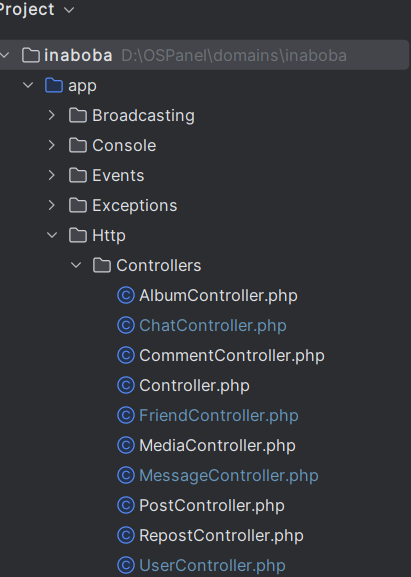 Project
inaboba D:\OSPanel\domains\inaboba
app
Broadcasting
Console
Events
Exceptions
Http
Controllers
AlbumController.php
ChatController.php
CommentController.php
Controller.php
FriendController.php
MediaController.php
MessageController.php
PostController.php
RepostController.php
UserController.php